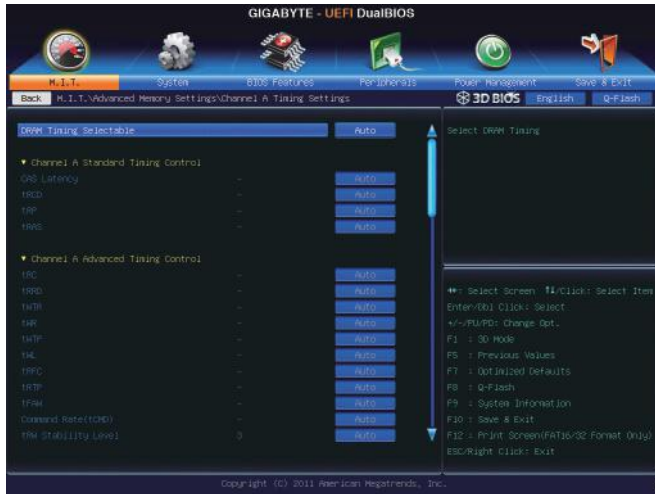 GIGABYTE - UEFI DualBIOS
M.I.T. System BIOS Features Peripherals Power Management Save & Exit
Back M.I.T.\Advanced Memory Settings\Channel A Timing Settings 3D BIOS English Q-Flash
DRAM Timing Selectable Auto
Select DRAM Timing
▼ Channel A Standard Timing Control
CAS Latency - Auto
tRCD - Auto
tRP - Auto
tRAS - Auto
▼ Channel A Advanced Timing Control
tRC - Auto
tRRD - Auto
tWTR - Auto
tWR - Auto
tWTP - Auto
tWL - Auto
tRFC - Auto
tRTP - Auto
tFAW - Auto
Command Rate(tCMD) - Auto
tRW Stability Level 0 Auto
: Select Screen ↑↓/Click: Select Item
Enter/Dbl Click: Select
+/-/PU/PD: Change Opt.
F1 : 3D Mode
F5 : Previous Values
F7 : Optimized Defaults
F8 : Q-Flash
F9 : System Information
F10 : Save & Exit
F12 : Print Screen(FAT16/32 Format Only)
ESC/Right Click: Exit
Copyright (C) 2011 American Megatrends, Inc.